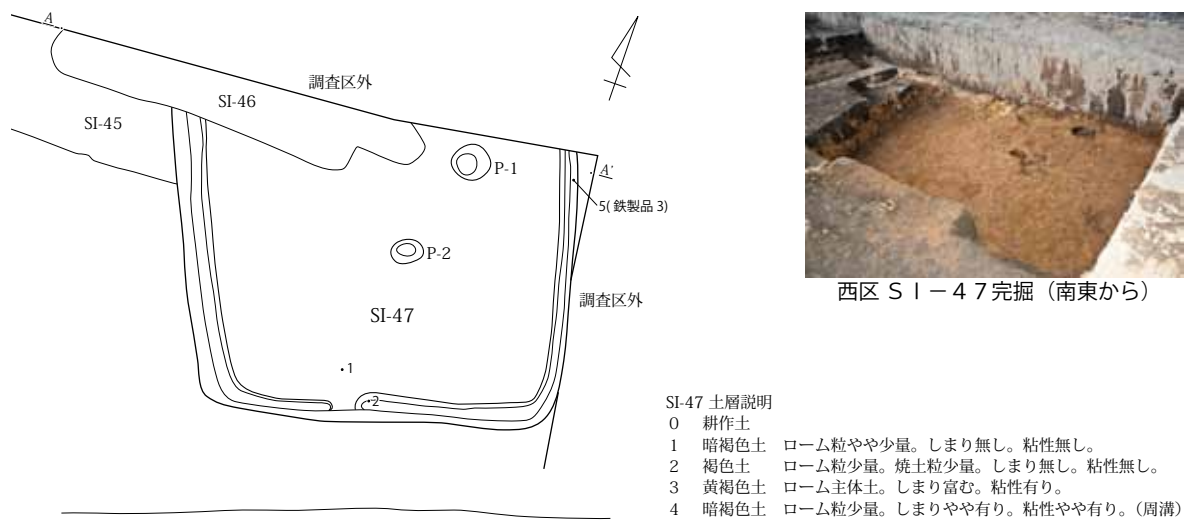 A
調査区外
SI-46
SI-45
P-1
A'
5(鉄製品3)
P-2
調査区外
SI-47
1
2
西区 ＳＩ－４７完掘（南東から）
SI-47 土層説明
0 耕作土
1 暗褐色土 ローム粒やや少量。しまり無し。粘性無し。
2 褐色土 ローム粒少量。焼土粒少量。しまり無し。粘性無し。
3 黄褐色土 ローム主体土。しまり富む。粘性有り。
4 暗褐色土 ローム粒少量。しまりやや有り。粘性やや有り。（周溝）